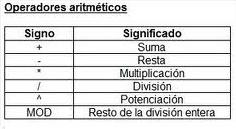 Operadores aritméticos
Signo Significado
+ Suma
- Resta
* Multiplicación
/ División
^ Potenciación
MOD Resto de la división entera